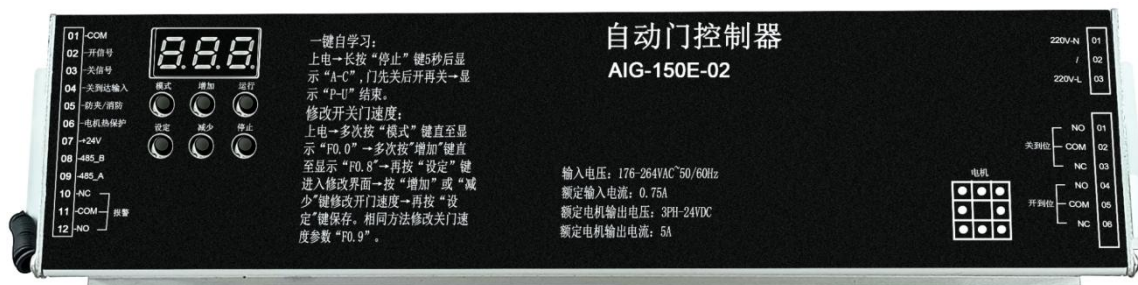 01 -COM
02 -开信号
03 -关信号
04 -关到达输入
05 -防夹/消防
06 -电机热保护
07 -+24V
08 -485_B
09 -485_A
10 -NC
11 -COM
12 -NO
报警
8.8.8.
模式 增加 运行
设定 减少 停止
一键自学习:
上电→长按“停止”键5秒后显
示“A-C”,门先关后开再关→显
示“P-U”结束。
修改开关门速度:
上电→多次按“模式”键直至显
示“F0.0”→多次按"增加"键直
至显示“F0.8"→再按“设定”键
进入修改界面→按“增加”或“减
少"键修改开门速度→再按“设
定"键保存。相同方法修改关门速
度参数“F0.9”。
自动门控制器
AIG-150E-02
输入电压: 176-264VAC~50/60Hz
额定输入电流: 0.75A
额定电机输出电压: 3PH-24VDC
额定电机输出电流: 5A
电机
220V-N 01
/ 02
220V-L 03
关到位
NO 01
COM 02
NC 03
开到位
NO 04
COM 05
NC 06